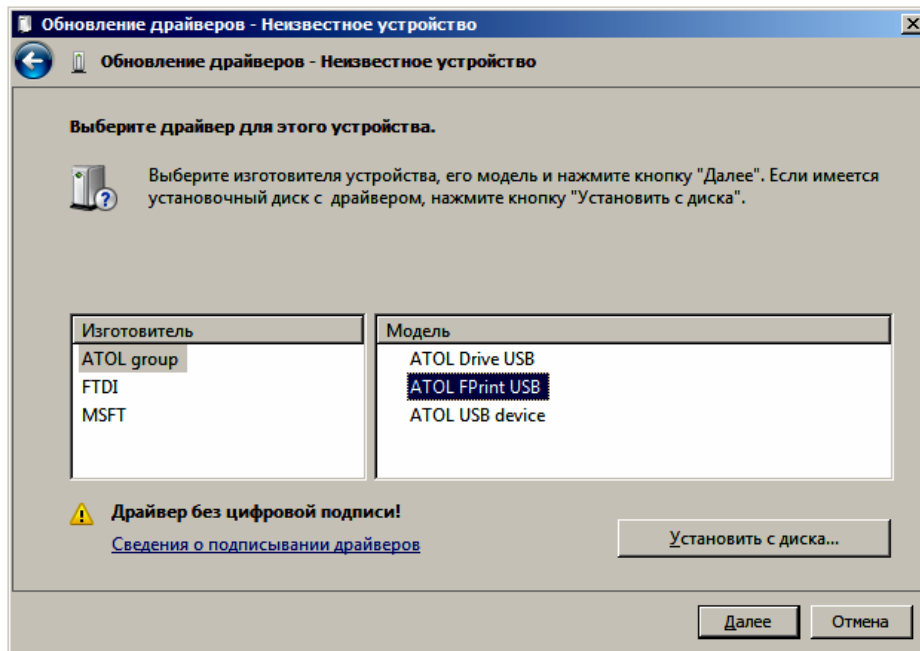 Обновление драйверов - Неизвестное устройство
Обновление драйверов - Неизвестное устройство
Выберите драйвер для этого устройства.
Выберите изготовителя устройства, его модель и нажмите кнопку "Далее". Если имеется
установочный диск с драйвером, нажмите кнопку "Установить с диска".
Изготовитель
ATOL group
FTDI
MSFT
Модель
ATOL Drive USB
ATOL FPrint USB
ATOL USB device
Драйвер без цифровой подписи!
Сведения о подписывании драйверов
Установить с диска...
Далее
Отмена